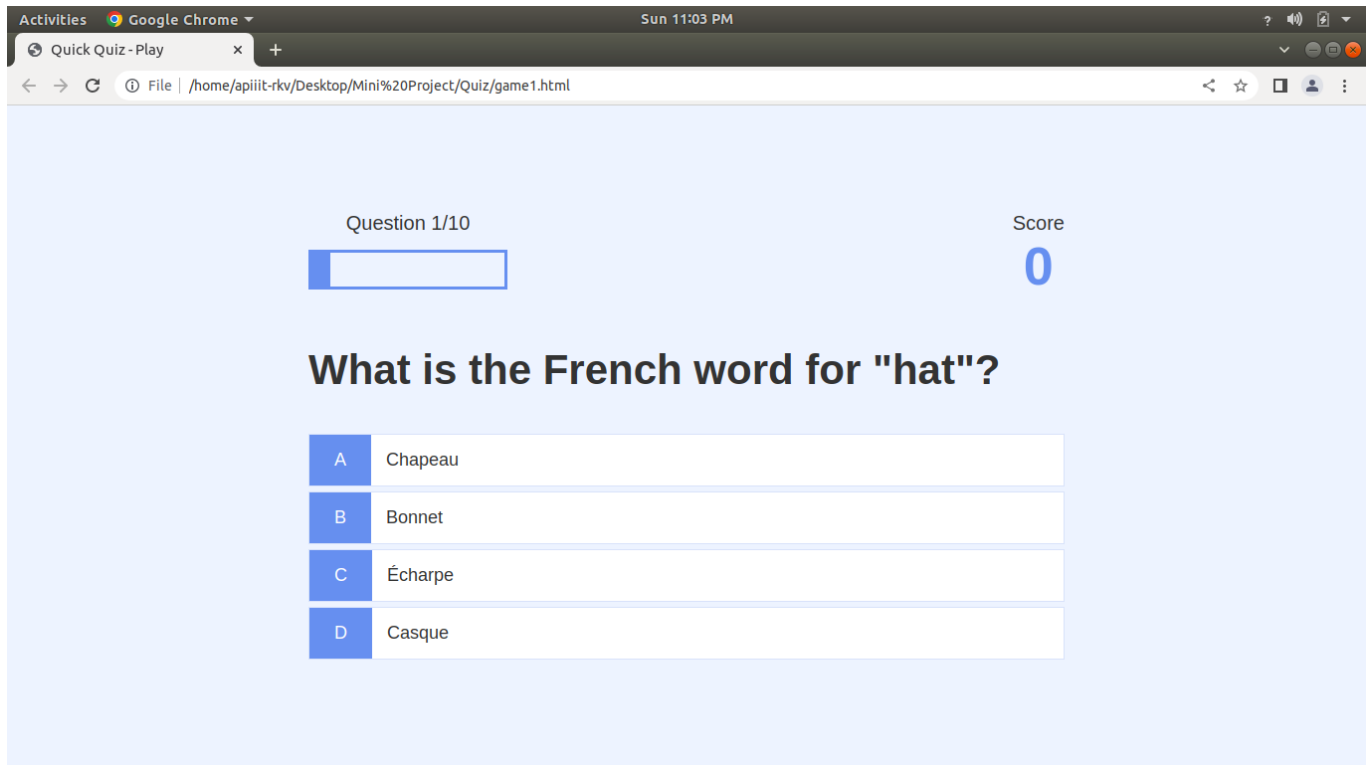 Activities Google Chrome Sun 11:03 PM ?
Quick Quiz - Play × +
File /home/apiiit-rkv/Desktop/Mini%20Project/Quiz/game1.html
Question 1/10 Score
0
What is the French word for "hat"?
A Chapeau
B Bonnet
C Écharpe
D Casque